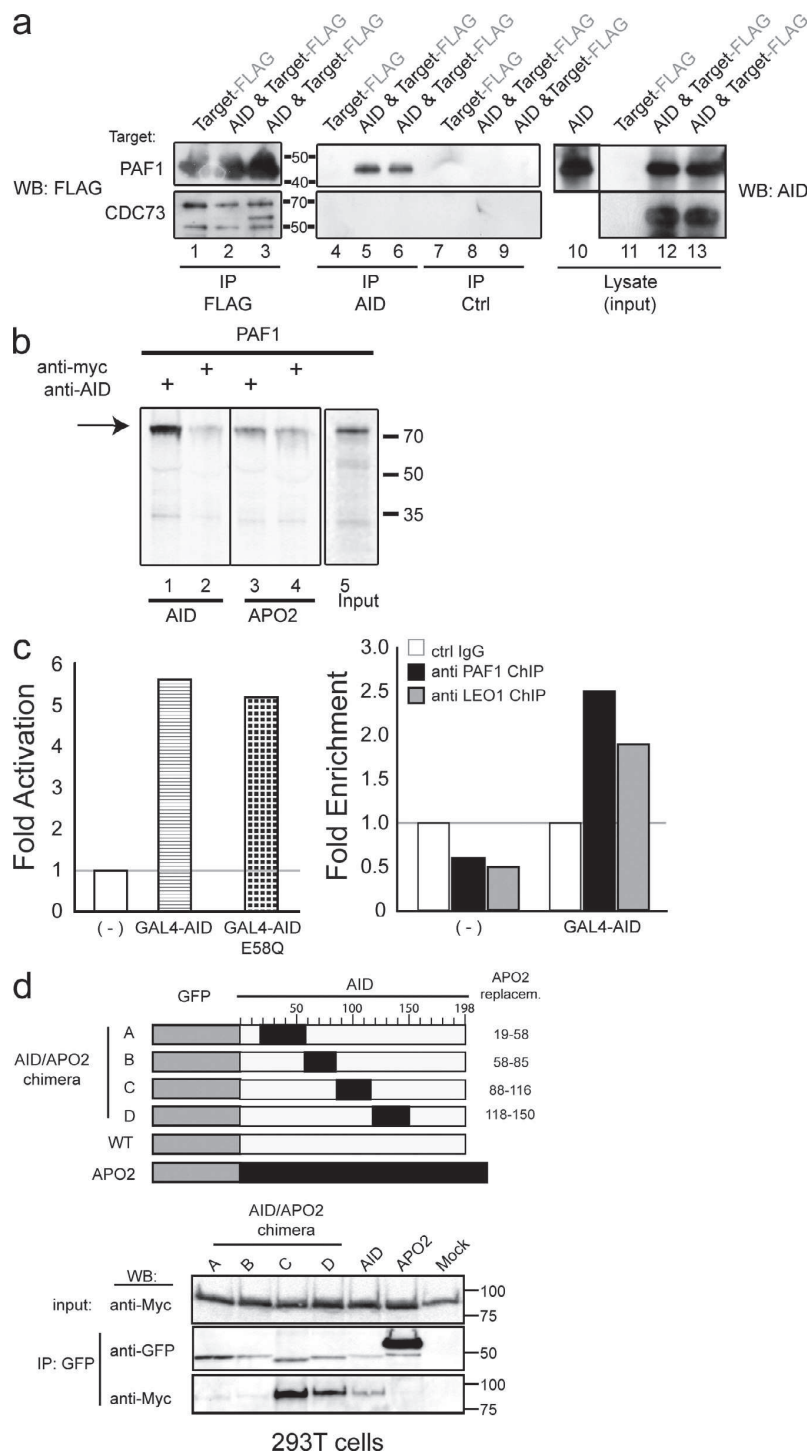 a
Target-FLAG
AID & Target-FLAG
AID & Target-FLAG
Target-FLAG
AID & Target-FLAG
AID & Target-FLAG
Target-FLAG
AID & Target-FLAG
AID &Target-FLAG
AID
Target-FLAG
AID & Target-FLAG
AID & Target-FLAG
Target:
WB: FLAG
PAF1
CDC73
50
40
70
50
WB: AID
1 2 3 4 5 6 7 8 9 10 11 12 13
IP FLAG
IP AID
IP Ctrl
Lysate (input)
b
PAF1
anti-myc + +
anti-AID + +
70
50
35
1 2 3 4 5
AID APO2 Input
c
Fold Activation
6
5
4
3
2
1
0
( - ) GAL4-AID GAL4-AID E58Q
Fold Enrichment
3.0
2.5
2.0
1.5
1.0
0.5
0.0
ctrl IgG
anti PAF1 ChIP
anti LEO1 ChIP
( - ) GAL4-AID
d
GFP AID APO2 replacem.
50 100 150 198
AID/APO2 chimera
A 19-58
B 58-85
C 88-116
D 118-150
WT
APO2
AID/APO2 chimera
WB: A B C D AID APO2 Mock
input: anti-Myc 100
75
IP: GFP
anti-GFP 50
anti-Myc 100
75
293T cells